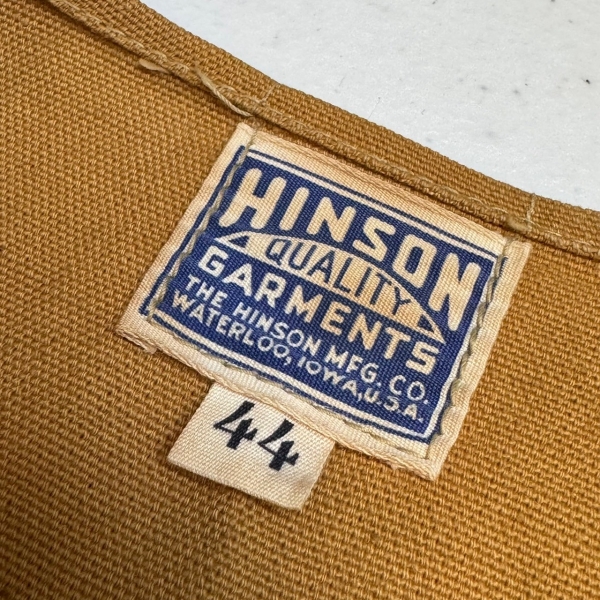 HINSON
QUALITY
GARMENTS
THE HINSON MFG. CO.
WATERLOO, IOWA, U.S.A.
44